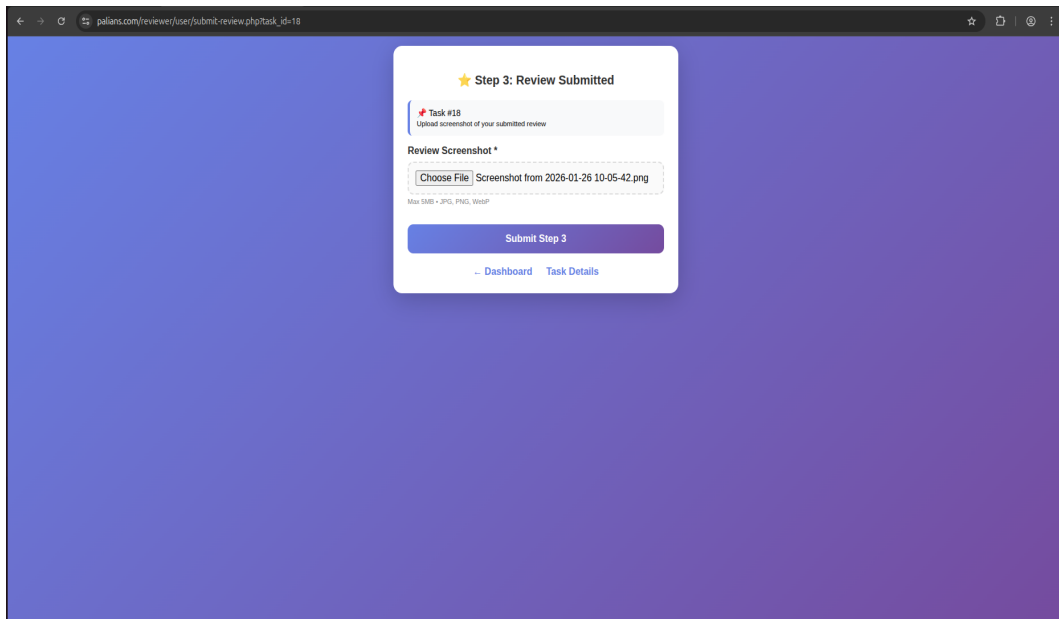 palians.com/reviewer/user/submit-review.php?task_id=18
⭐ Step 3: Review Submitted
📌 Task #18
Upload screenshot of your submitted review
Review Screenshot *
Choose File Screenshot from 2026-01-26 10-05-42.png
Max 5MB • JPG, PNG, WebP
Submit Step 3
← Dashboard Task Details